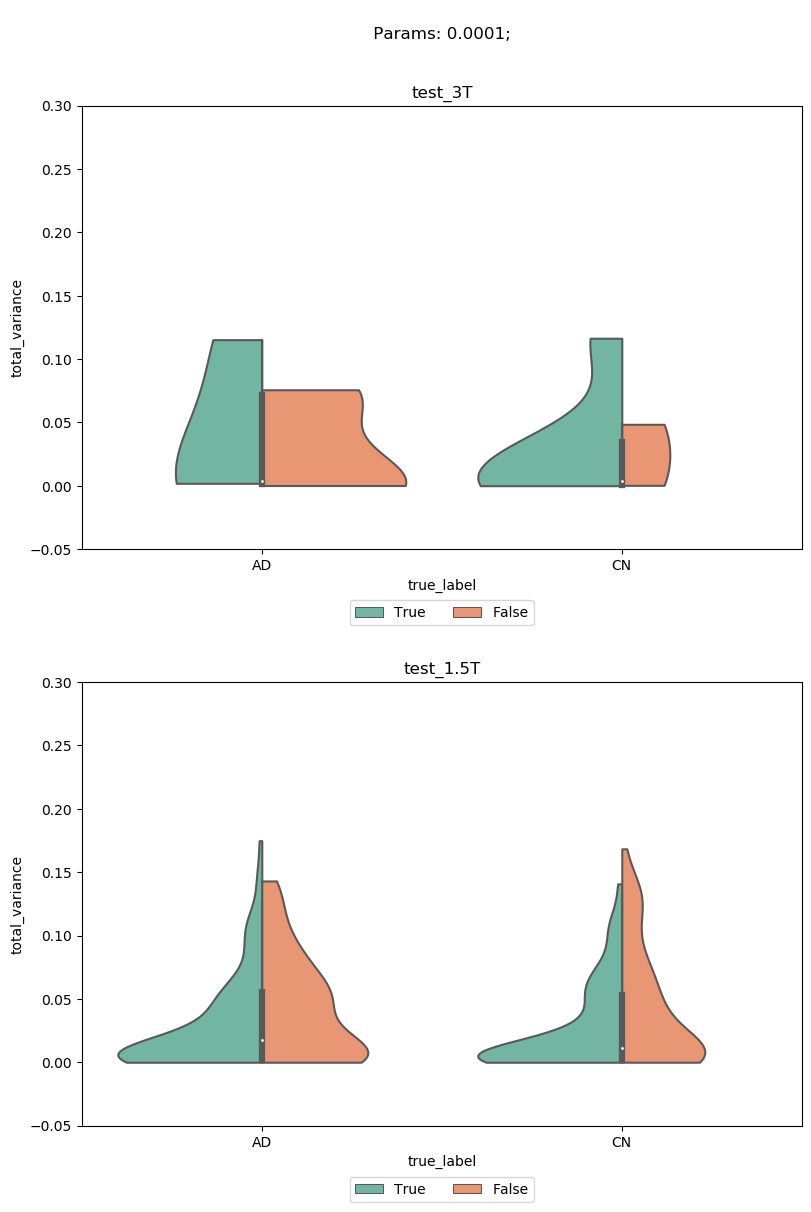 Params: 0.0001;
test_3T
0.30
0.25
0.20
0.15
0.10
0.05
0.00
−0.05
total_variance
AD CN
true_label
True False
test_1.5T
0.30
0.25
0.20
0.15
0.10
0.05
0.00
−0.05
total_variance
AD CN
true_label
True False